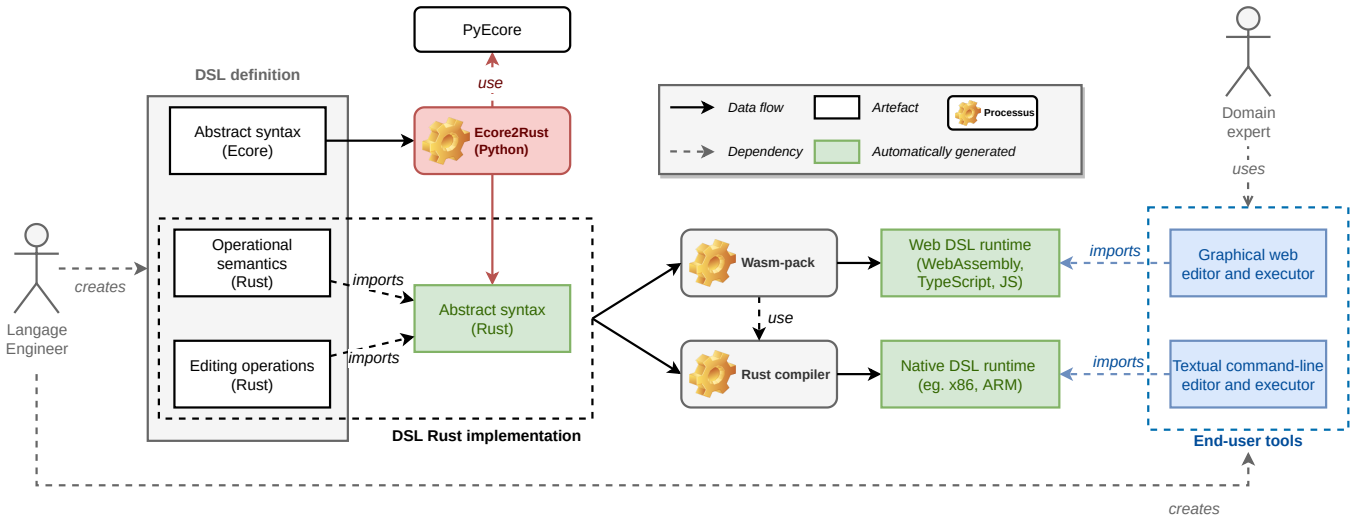 PyEcore
use
DSL definition
Abstract syntax
(Ecore)
Ecore2Rust
(Python)
Data flow
Artefact
Processus
Dependency
Automatically generated
Domain
expert
uses
Operational
semantics
(Rust)
imports
Abstract syntax
(Rust)
Editing operations
(Rust)
imports
DSL Rust implementation
creates
Langage
Engineer
Wasm-pack
use
Rust compiler
Web DSL runtime
(WebAssembly,
TypeScript, JS)
Native DSL runtime
(eg. x86, ARM)
imports
imports
Graphical web
editor and executor
Textual command-line
editor and executor
End-user tools
creates